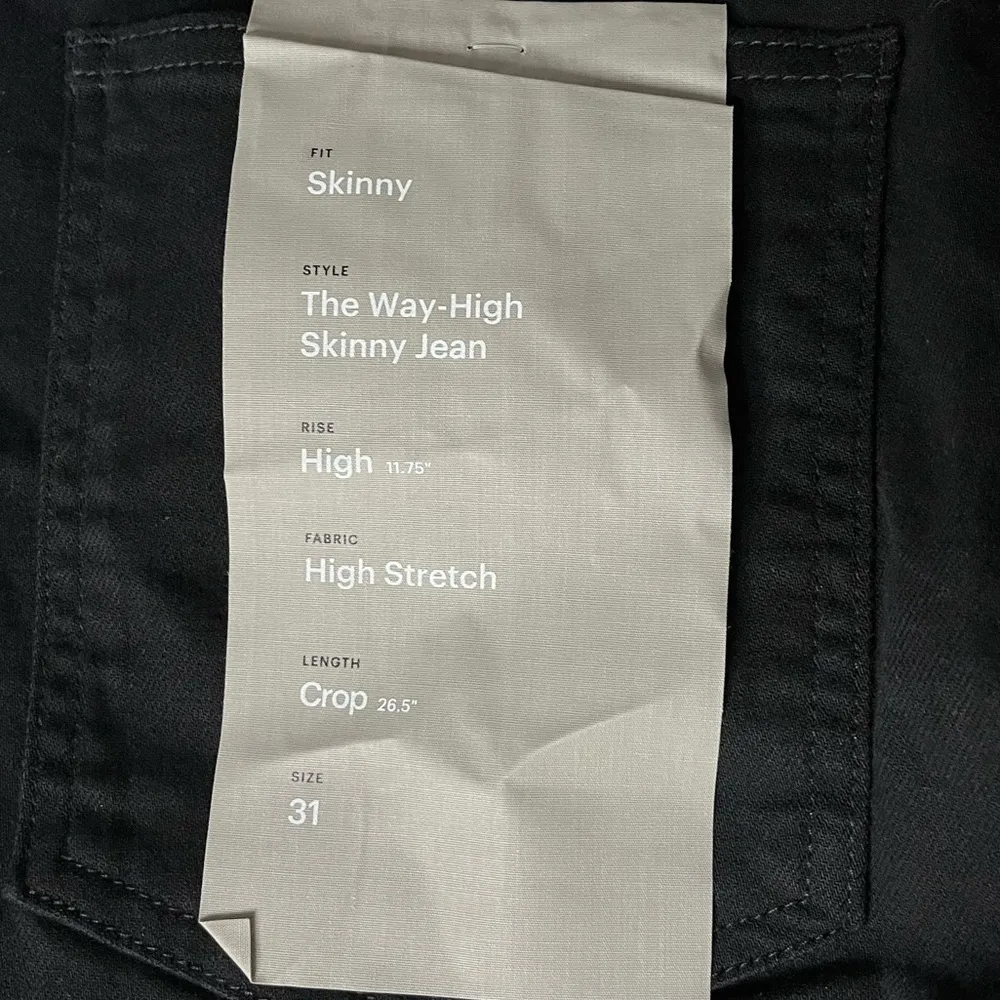 FIT
Skinny
STYLE
The Way-High
Skinny Jean
RISE
High 11.75"
FABRIC
High Stretch
LENGTH
Crop 26.5"
SIZE
31